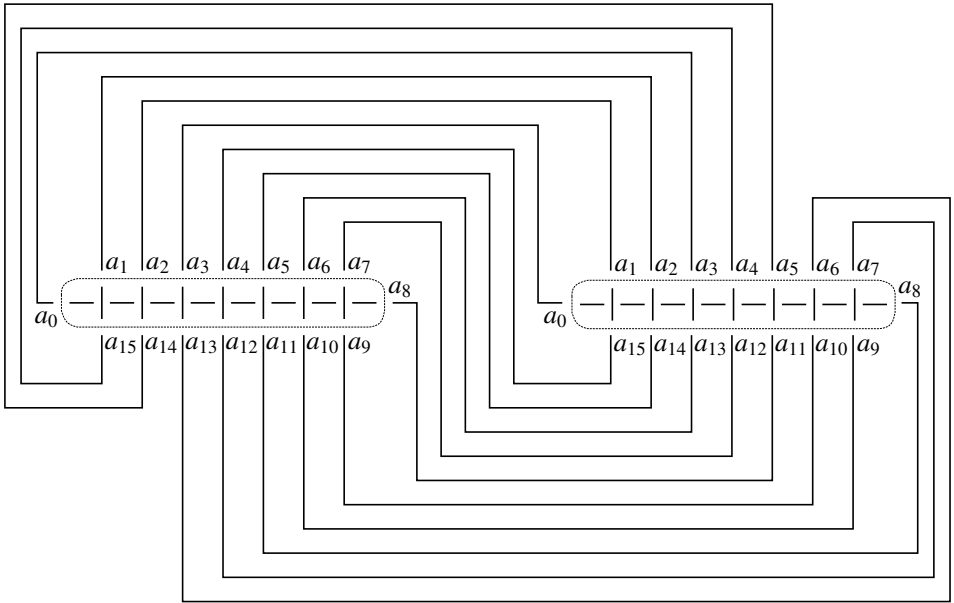 a₁ a₂ a₃ a₄ a₅ a₆ a₇ a₁ a₂ a₃ a₄ a₅ a₆ a₇
a₈ a₈
a₀ a₀
a₁₅ a₁₄ a₁₃ a₁₂ a₁₁ a₁₀ a₉ a₁₅ a₁₄ a₁₃ a₁₂ a₁₁ a₁₀ a₉